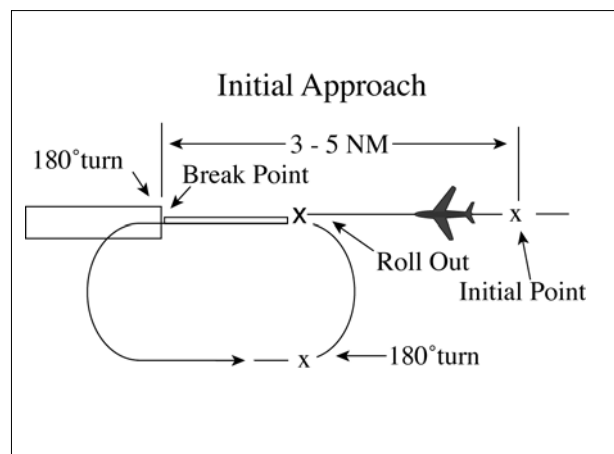 Initial Approach
3 - 5 NM
180˚turn
Break Point
x
x
Roll Out
Initial Point
x
180˚turn